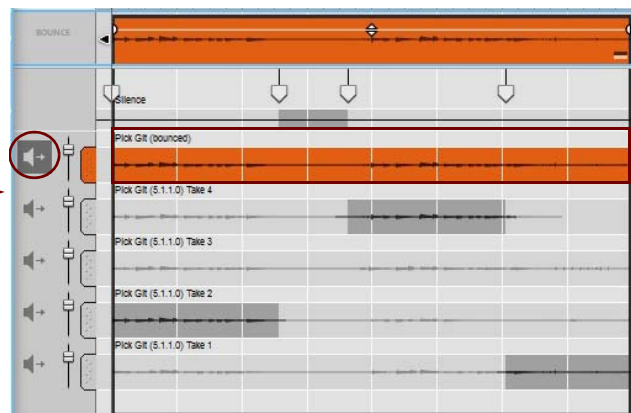 BOUNCE
Silence
Pick Git (bounced)
Pick Git (5.1.1.0) Take 4
Pick Git (5.1.1.0) Take 3
Pick Git (5.1.1.0) Take 2
Pick Git (5.1.1.0) Take 1